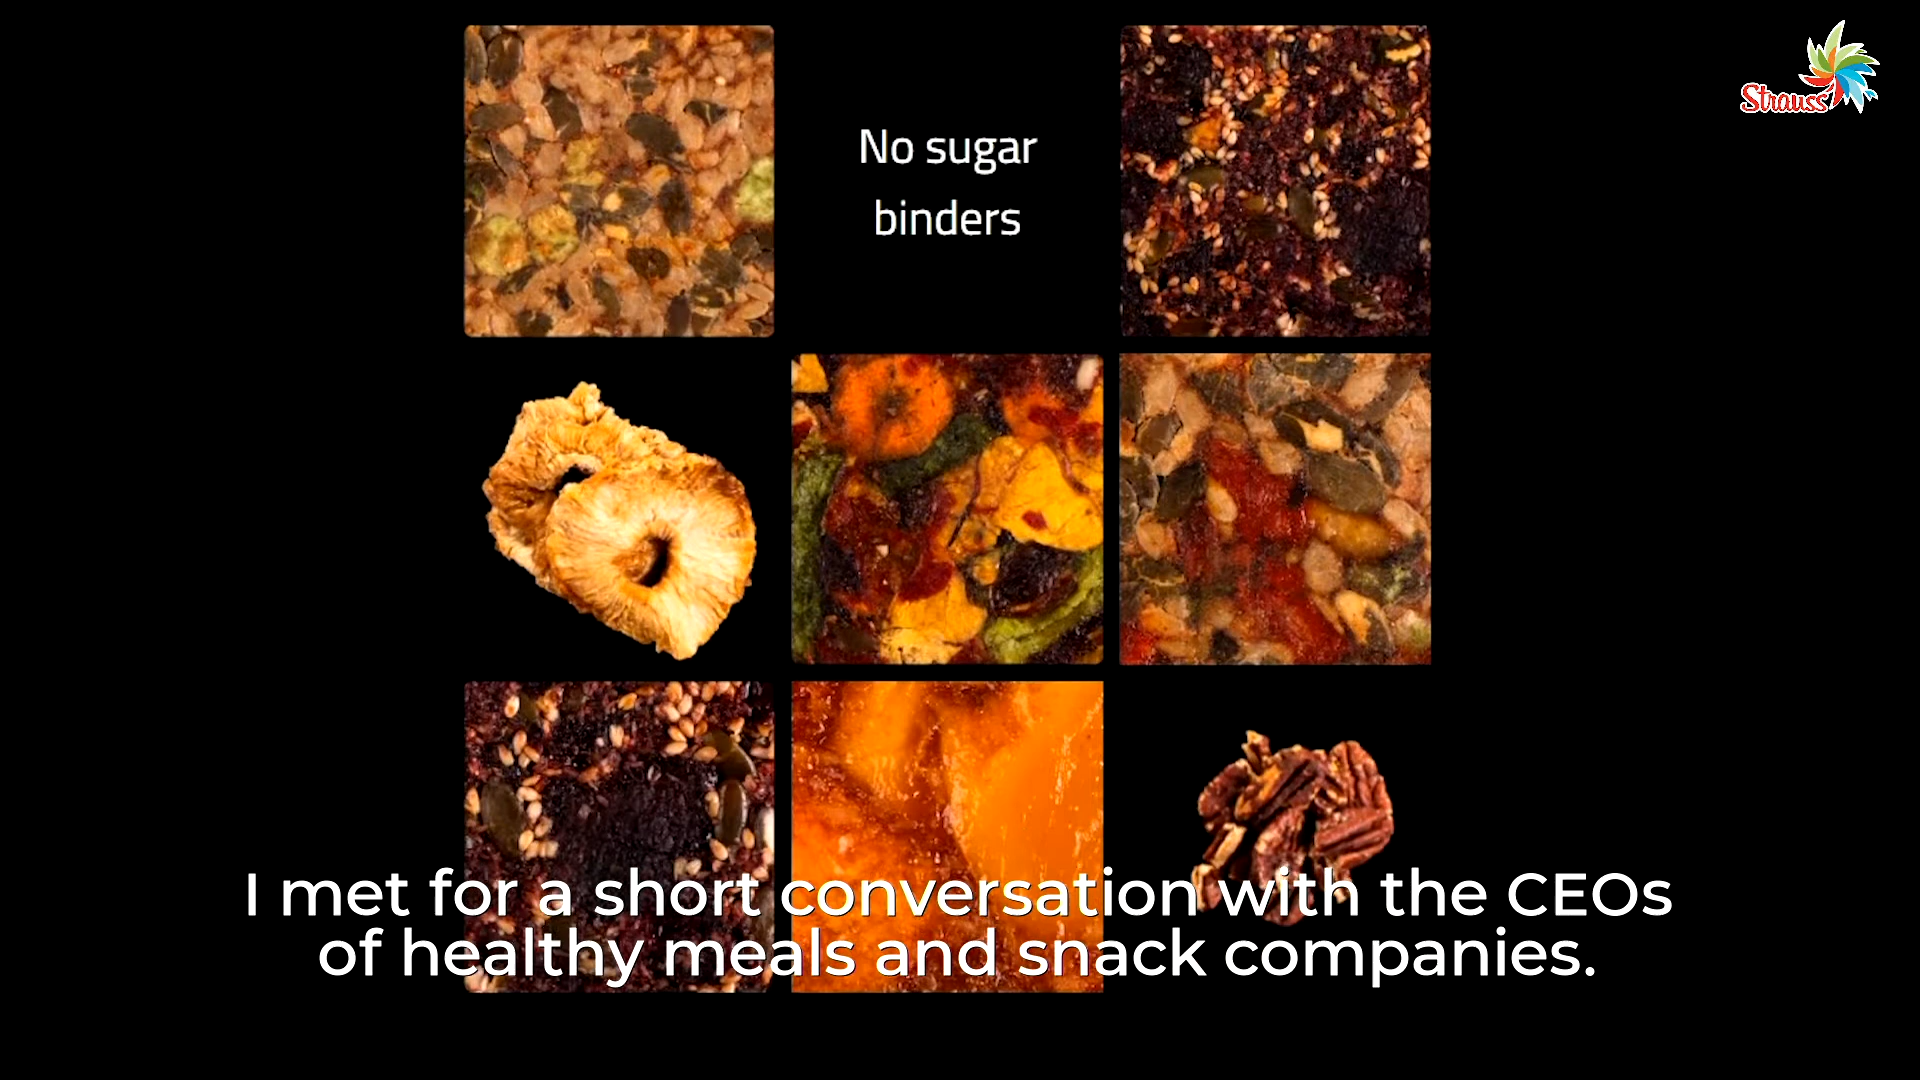 Strauss
No sugar
binders
I met for a short conversation with the CEOs
of healthy meals and snack companies.